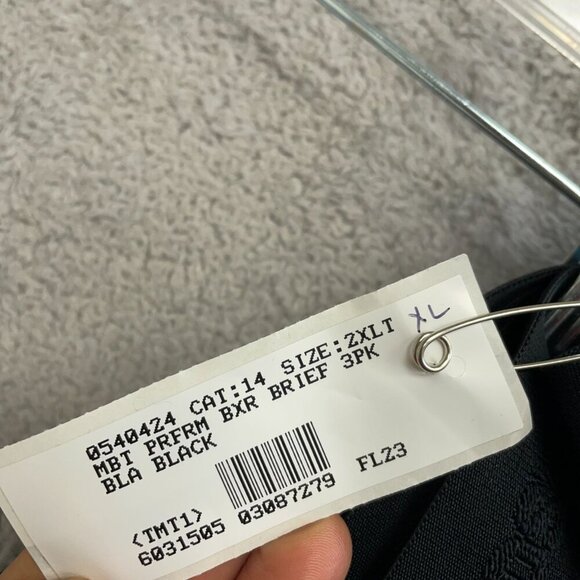 0540424 CAT:14 SIZE:2XLT XL
MBT PRFRM BXR BRIEF 3PK
BLA BLACK
<TMT1>
6031505 03087279 FL23